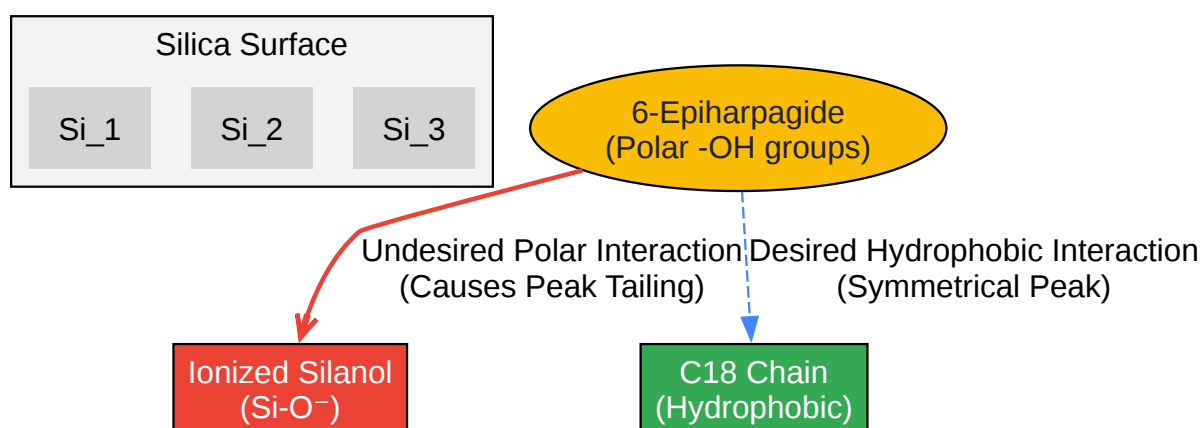 Silica Surface
Si_1
Si_2
Si_3
6-Epiharpagide
(Polar -OH groups)
Undesired Polar Interaction
(Causes Peak Tailing)
Desired Hydrophobic Interaction
(Symmetrical Peak)
Ionized Silanol
(Si-O⁻)
C18 Chain
(Hydrophobic)